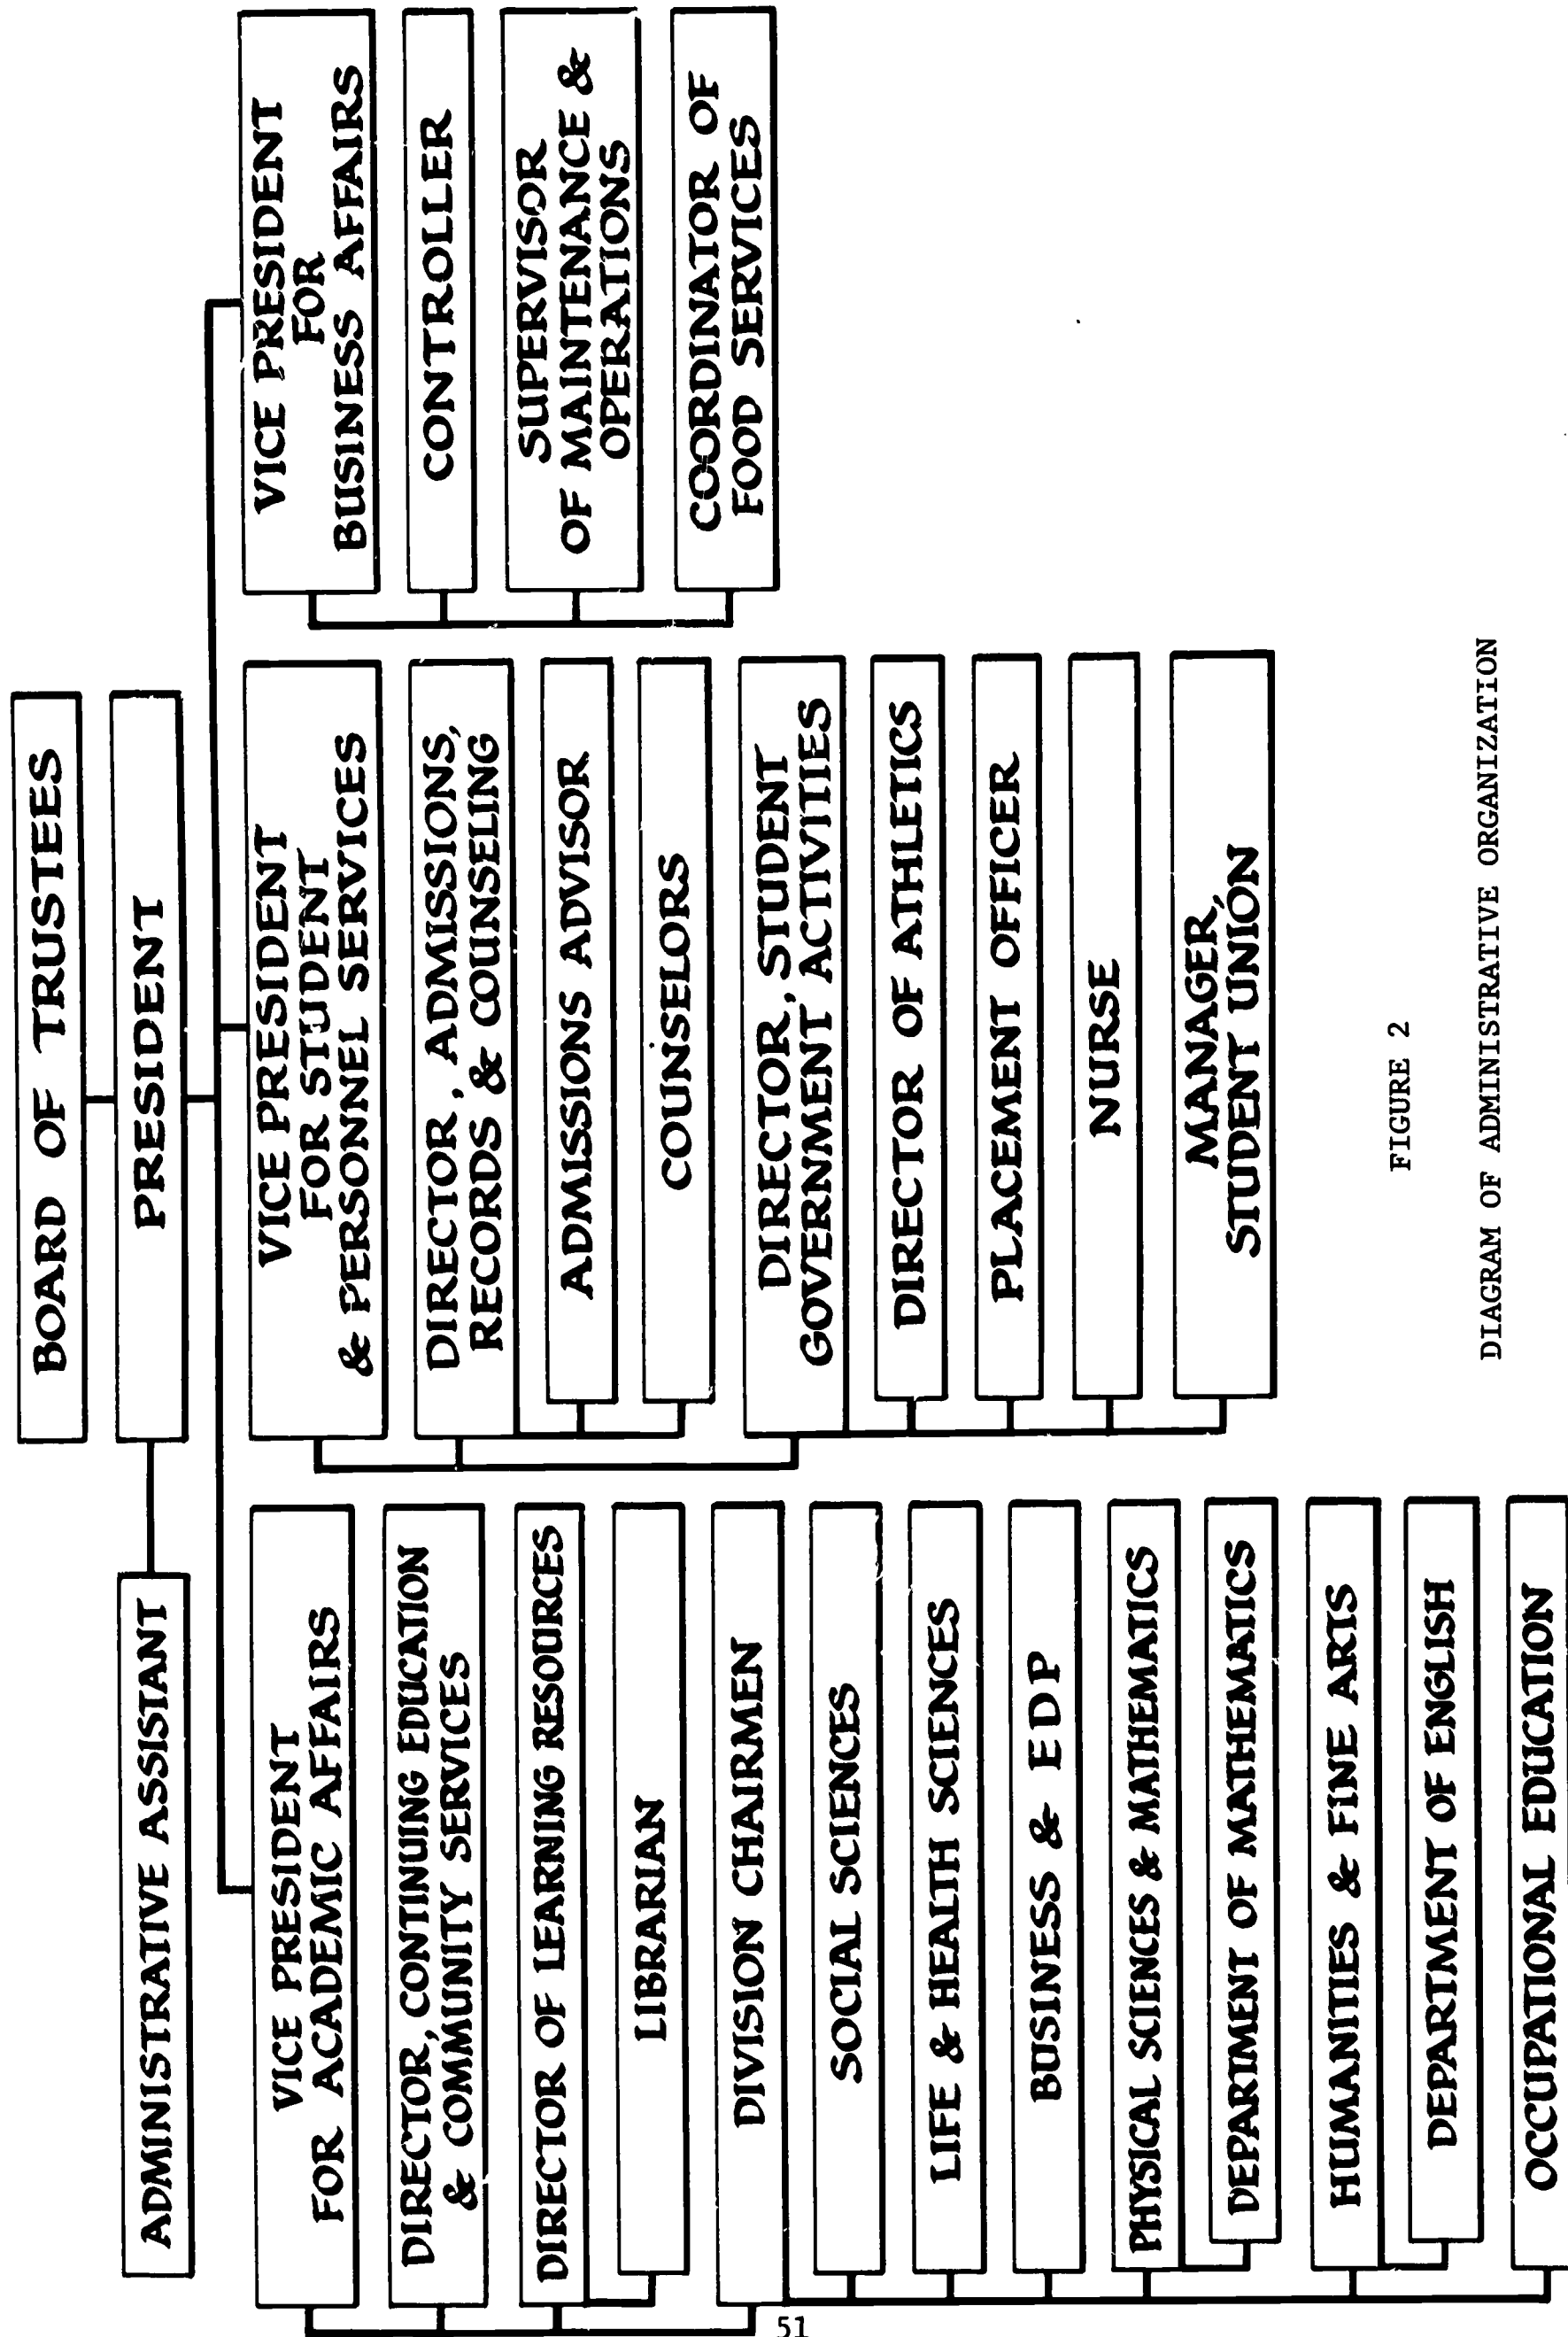 BOARD OF TRUSTEES
PRESIDENT
ADMINISTRATIVE ASSISTANT
VICE PRESIDENT
FOR ACADEMIC AFFAIRS
DIRECTOR, CONTINUING EDUCATION
& COMMUNITY SERVICES
DIRECTOR OF LEARNING RESOURCES
LIBRARIAN
DIVISION CHAIRMEN
SOCIAL SCIENCES
LIFE & HEALTH SCIENCES
BUSINESS & EDP
PHYSICAL SCIENCES & MATHEMATICS
DEPARTMENT OF MATHEMATICS
HUMANITIES & FINE ARTS
DEPARTMENT OF ENGLISH
OCCUPATIONAL EDUCATION
VICE PRESIDENT
FOR STUDENT
& PERSONNEL SERVICES
DIRECTOR, ADMISSIONS,
RECORDS & COUNSELING
ADMISSIONS ADVISOR
COUNSELORS
DIRECTOR, STUDENT
GOVERNMENT ACTIVITIES
DIRECTOR OF ATHLETICS
PLACEMENT OFFICER
NURSE
MANAGER,
STUDENT UNION
VICE PRESIDENT
FOR
BUSINESS AFFAIRS
CONTROLLER
SUPERVISOR
OF MAINTENANCE &
OPERATIONS
COORDINATOR OF
FOOD SERVICES
FIGURE 2
DIAGRAM OF ADMINISTRATIVE ORGANIZATION
51